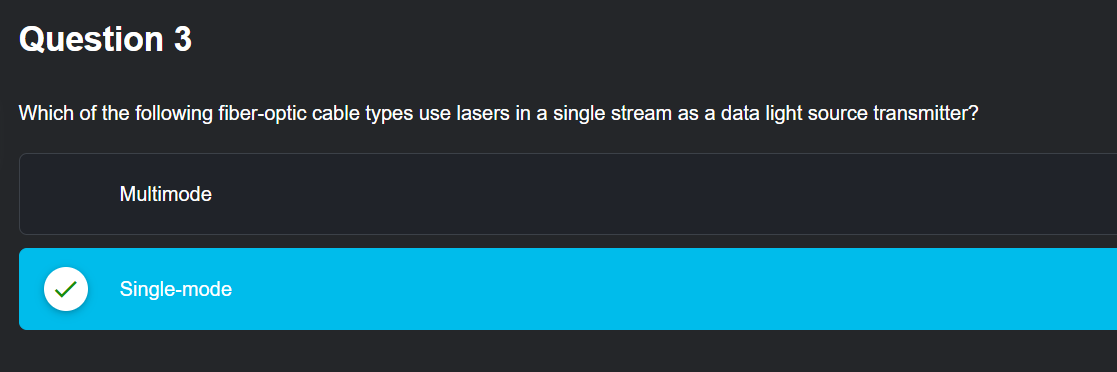 Question 3
Which of the following fiber-optic cable types use lasers in a single stream as a data light source transmitter?
Multimode
Single-mode